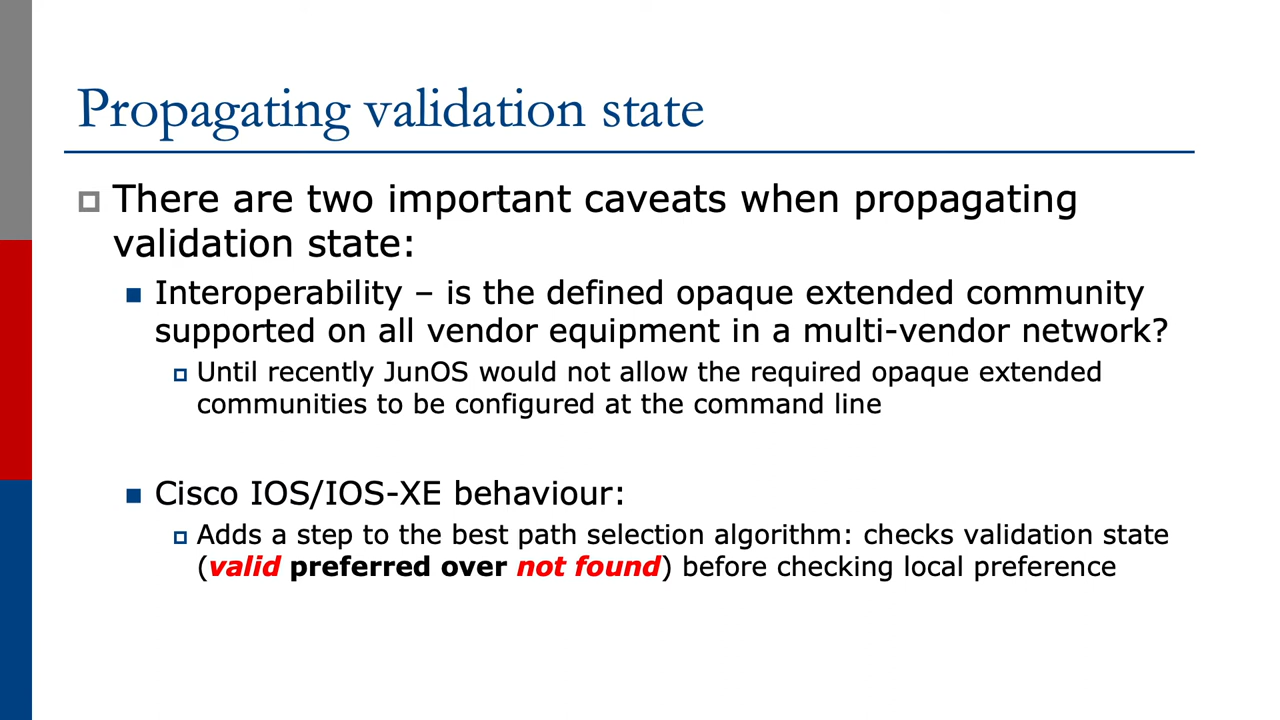 Propagating validation state
There are two important caveats when propagating
validation state:
Interoperability – is the defined opaque extended community
supported on all vendor equipment in a multi-vendor network?
Until recently JunOS would not allow the required opaque extended
communities to be configured at the command line
Cisco IOS/IOS-XE behaviour:
Adds a step to the best path selection algorithm: checks validation state
(valid preferred over not found) before checking local preference